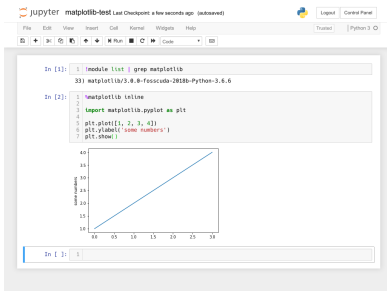 jupyter matplotlib-test Last Checkpoint: a few seconds ago (autosaved) Logout Control Panel
File Edit View Insert Cell Kernel Widgets Help Trusted Python 3
Run Code
In [1]: 1 !module list | grep matplotlib
33) matplotlib/3.0.0-fosscuda-2018b-Python-3.6.6
In [2]: 1 %matplotlib inline
2
3 import matplotlib.pyplot as plt
4
5 plt.plot([1, 2, 3, 4])
6 plt.ylabel('some numbers')
7 plt.show()
4.0
3.5
3.0
2.5
2.0
1.5
1.0
some numbers
0.0 0.5 1.0 1.5 2.0 2.5 3.0
In [ ]: 1